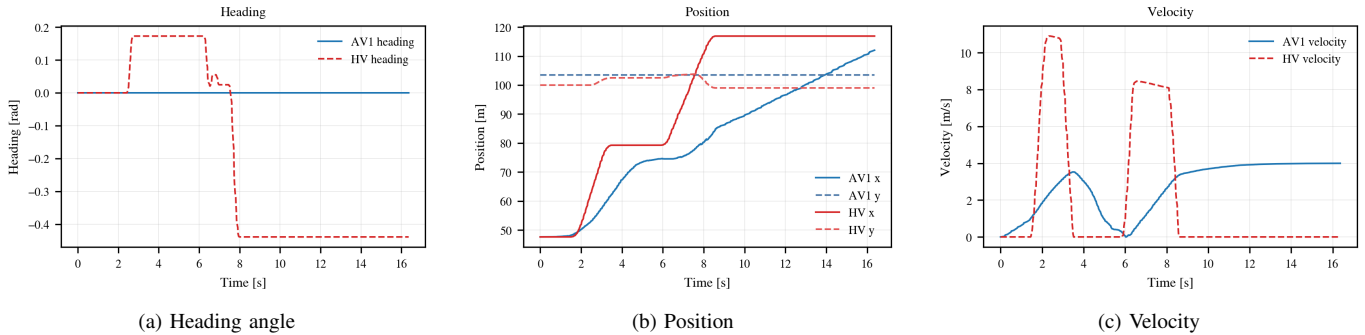 Heading
0.2
0.1
0.0
−0.1
−0.2
−0.3
−0.4
Heading [rad]
AV1 heading
HV heading
0 2 4 6 8 10 12 14 16
Time [s]
(a) Heading angle
Position
120
110
100
90
80
70
60
50
Position [m]
AV1 x
AV1 y
HV x
HV y
0 2 4 6 8 10 12 14 16
Time [s]
(b) Position
Velocity
10
8
6
4
2
0
Velocity [m/s]
AV1 velocity
HV velocity
0 2 4 6 8 10 12 14 16
Time [s]
(c) Velocity